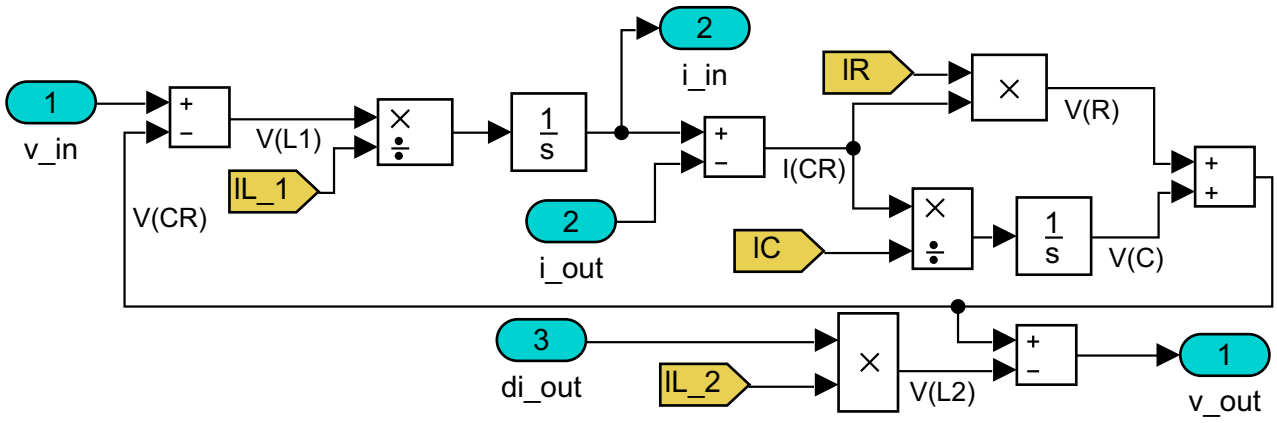 2
i_in
1
v_in
+
−
V(L1)
×
÷
1
s
IL_1
+
−
I(CR)
IR
×
V(R)
V(CR)
2
i_out
IC
×
÷
1
s
V(C)
+
+
3
di_out
IL_2
×
V(L2)
+
−
1
v_out